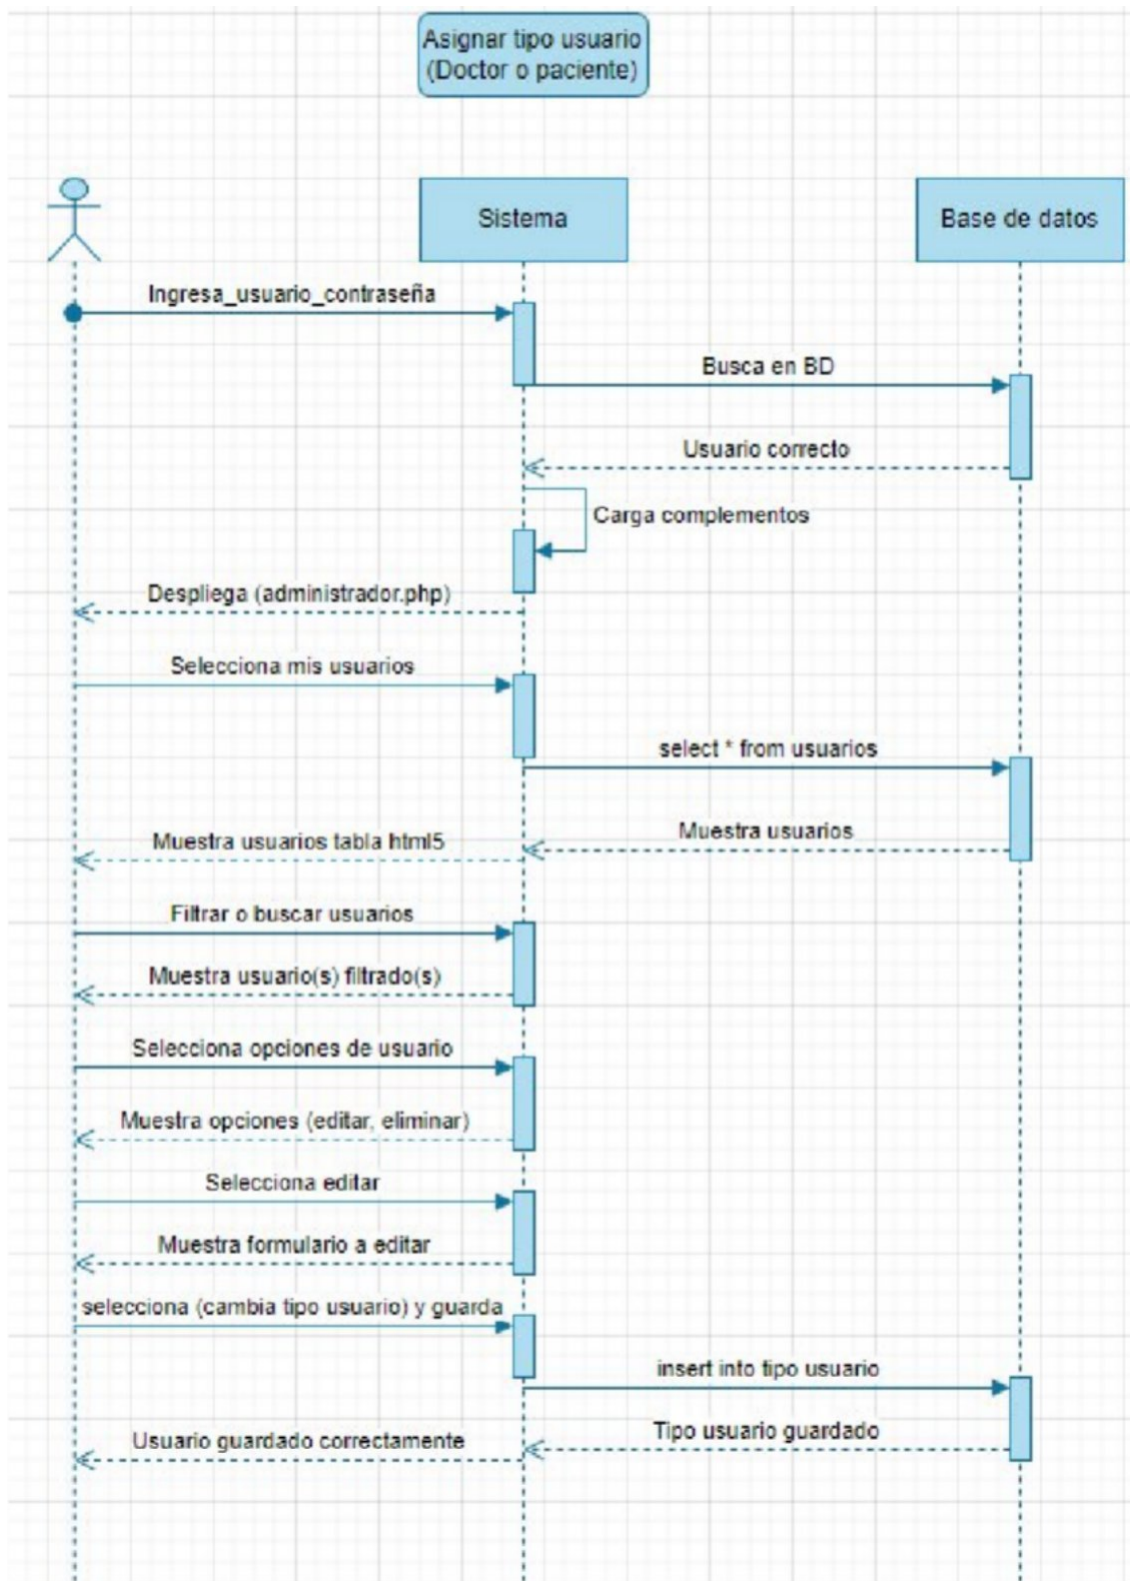 Asignar tipo usuario
(Doctor o paciente)
Sistema
Base de datos
Ingresa_usuario_contraseña
Busca en BD
Usuario correcto
Carga complementos
Despliega (administrador.php)
Selecciona mis usuarios
select * from usuarios
Muestra usuarios
Muestra usuarios tabla html5
Filtrar o buscar usuarios
Muestra usuario(s) filtrado(s)
Selecciona opciones de usuario
Muestra opciones (editar, eliminar)
Selecciona editar
Muestra formulario a editar
selecciona (cambia tipo usuario) y guarda
insert into tipo usuario
Tipo usuario guardado
Usuario guardado correctamente